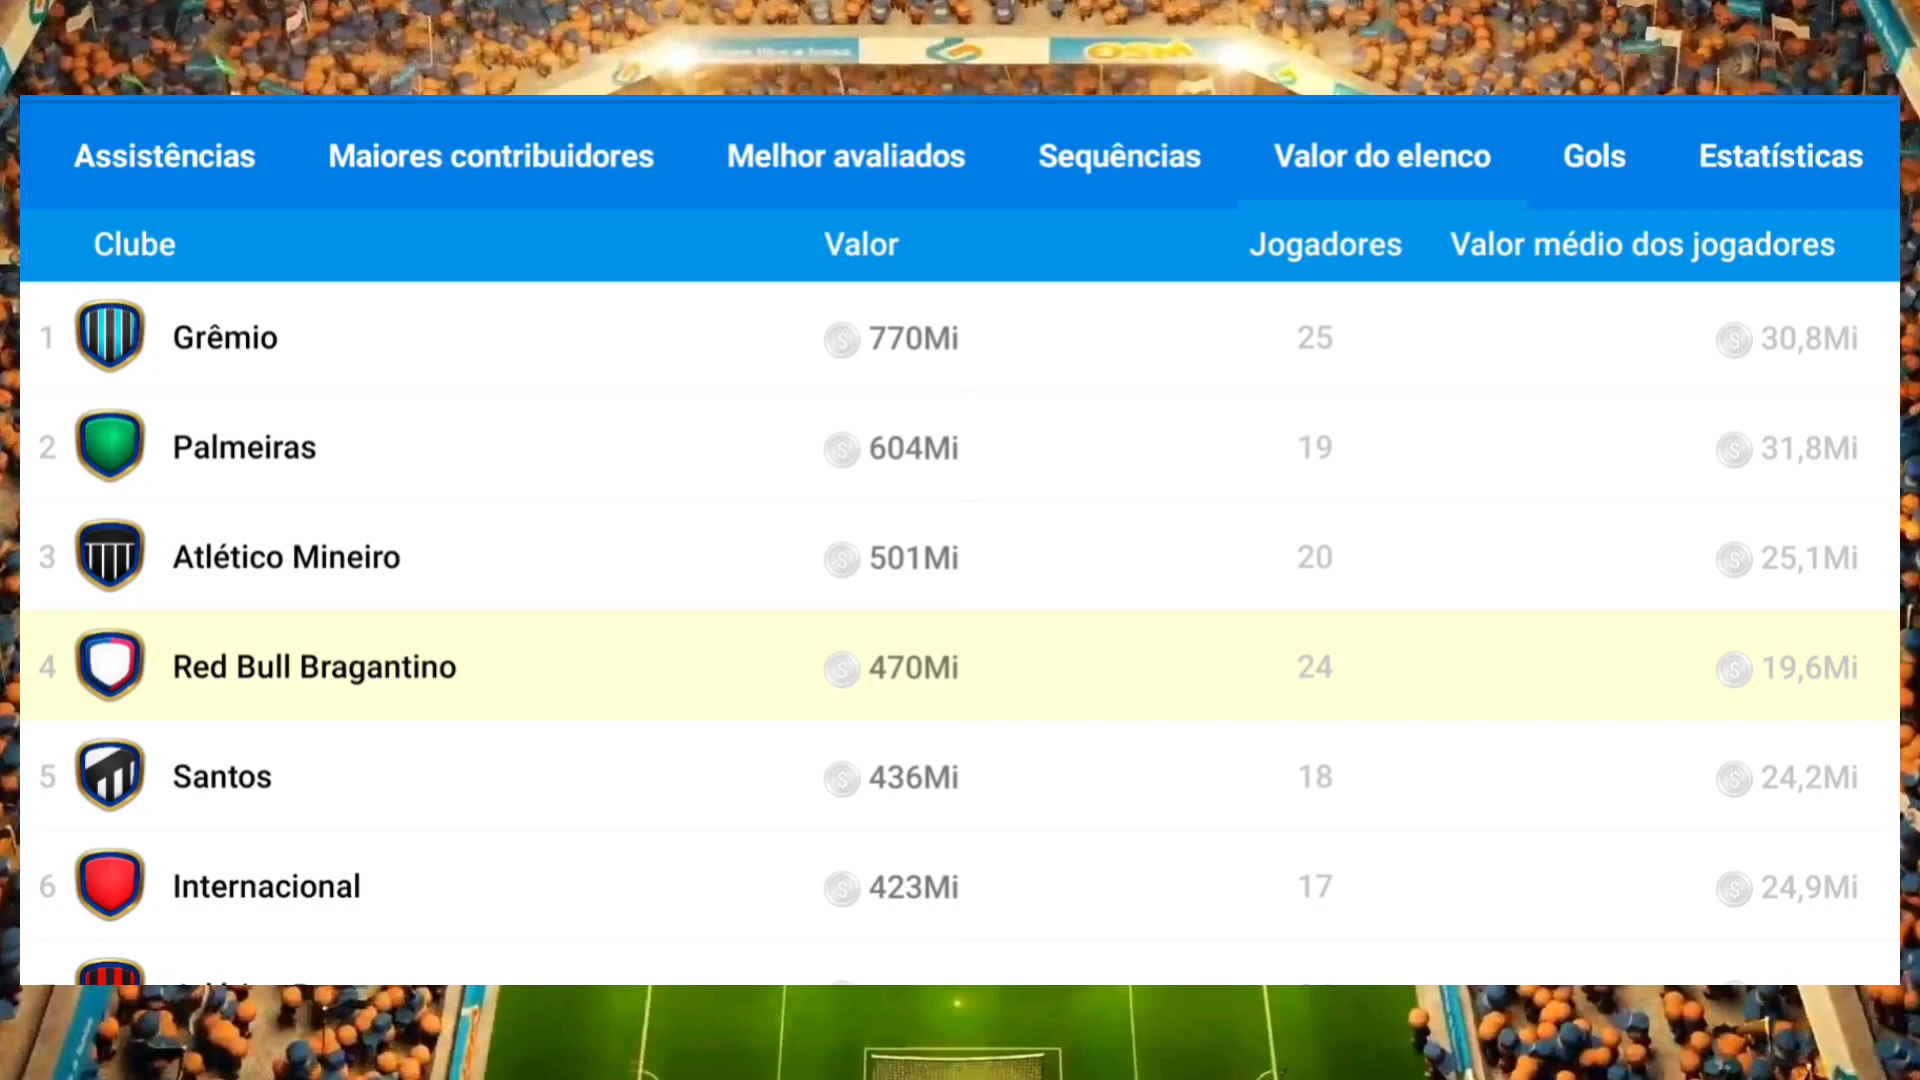 OSM
Assistências Maiores contribuidores Melhor avaliados Sequências Valor do elenco Gols Estatísticas
Clube Valor Jogadores Valor médio dos jogadores
1 Grêmio 770Mi 25 30,8Mi
2 Palmeiras 604Mi 19 31,8Mi
3 Atlético Mineiro 501Mi 20 25,1Mi
4 Red Bull Bragantino 470Mi 24 19,6Mi
5 Santos 436Mi 18 24,2Mi
6 Internacional 423Mi 17 24,9Mi